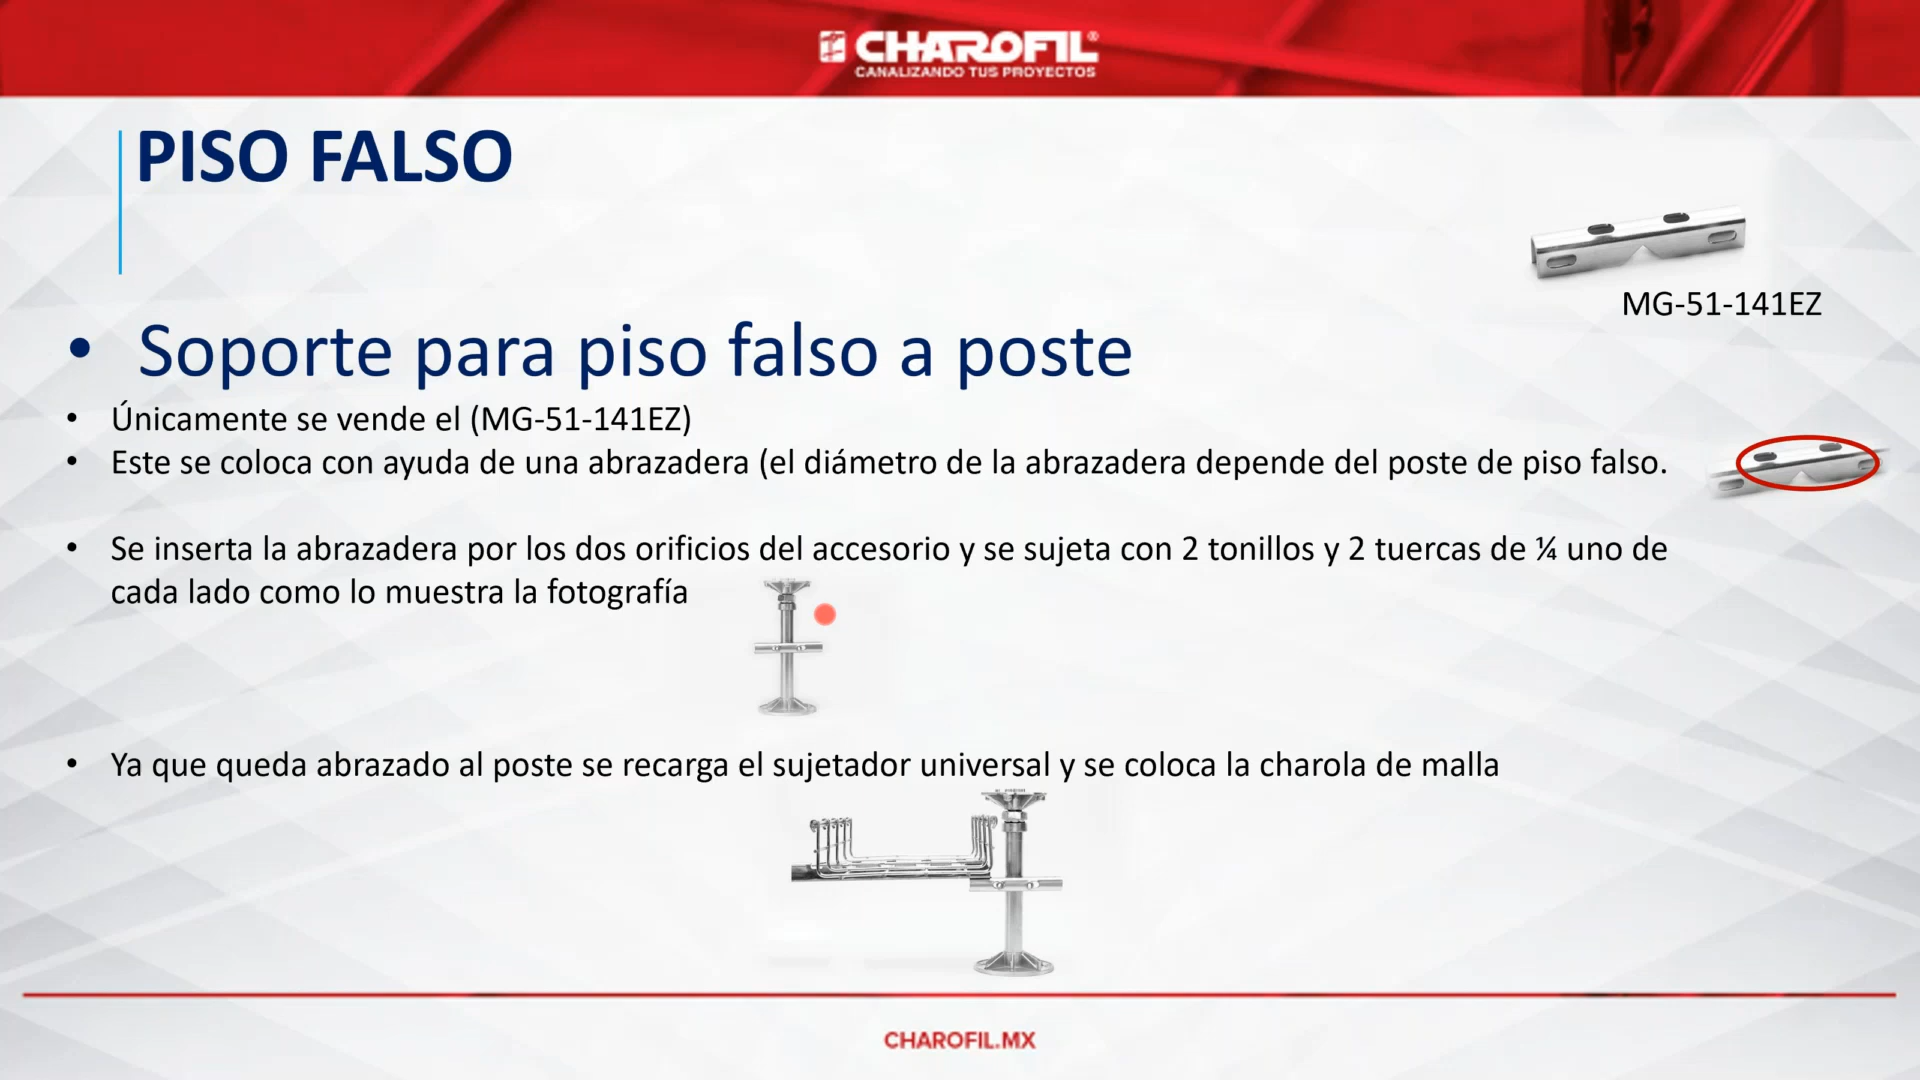 CHAROFIL®
CANALIZANDO TUS PROYECTOS
PISO FALSO
MG-51-141EZ
• Soporte para piso falso a poste
• Únicamente se vende el (MG-51-141EZ)
• Este se coloca con ayuda de una abrazadera (el diámetro de la abrazadera depende del poste de piso falso.
• Se inserta la abrazadera por los dos orificios del accesorio y se sujeta con 2 tonillos y 2 tuercas de ¼ uno de
cada lado como lo muestra la fotografía
• Ya que queda abrazado al poste se recarga el sujetador universal y se coloca la charola de malla
CHAROFIL.MX